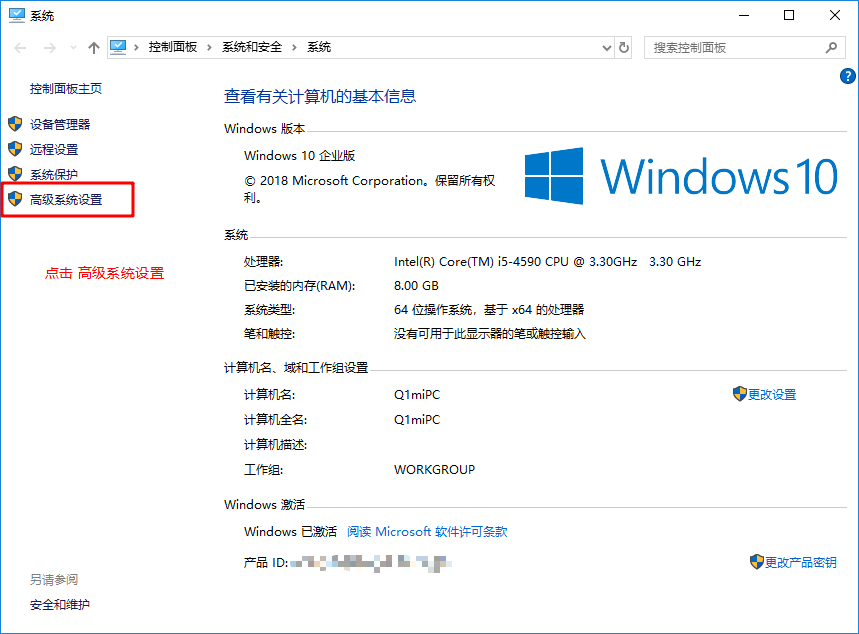 系统
控制面板 › 系统和安全 › 系统
搜索控制面板
?
控制面板主页
设备管理器
远程设置
系统保护
高级系统设置
点击 高级系统设置
另请参阅
安全和维护
查看有关计算机的基本信息
Windows 版本
Windows 10 企业版
© 2018 Microsoft Corporation。保留所有权
利。
Windows 10
系统
处理器: Intel(R) Core(TM) i5-4590 CPU @ 3.30GHz 3.30 GHz
已安装的内存(RAM): 8.00 GB
系统类型: 64 位操作系统，基于 x64 的处理器
笔和触控: 没有可用于此显示器的笔或触控输入
计算机名、域和工作组设置
计算机名: Q1miPC 更改设置
计算机全名: Q1miPC
计算机描述:
工作组: WORKGROUP
Windows 激活
Windows 已激活 阅读 Microsoft 软件许可条款
产品 ID: 更改产品密钥